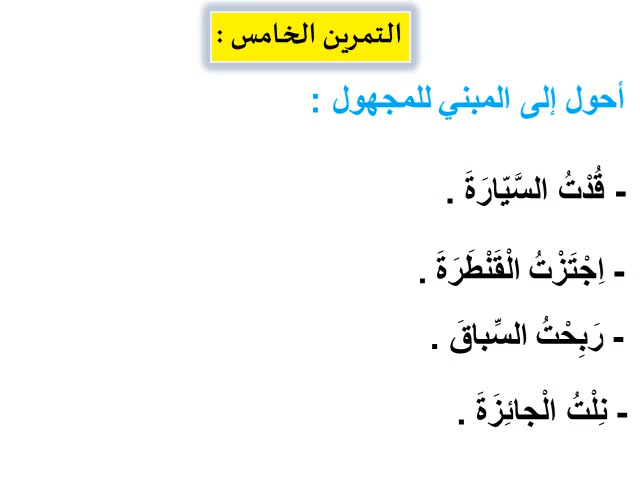 التمرين الخامس :
أحول إلى المبني للمجهول :
- قُدْتُ السَّيّارَةَ .
- اِجْتَزْتُ الْقَنْطَرَةَ .
- رَبِحْتُ السِّباقَ .
- نِلْتُ الْجائِزَةَ .